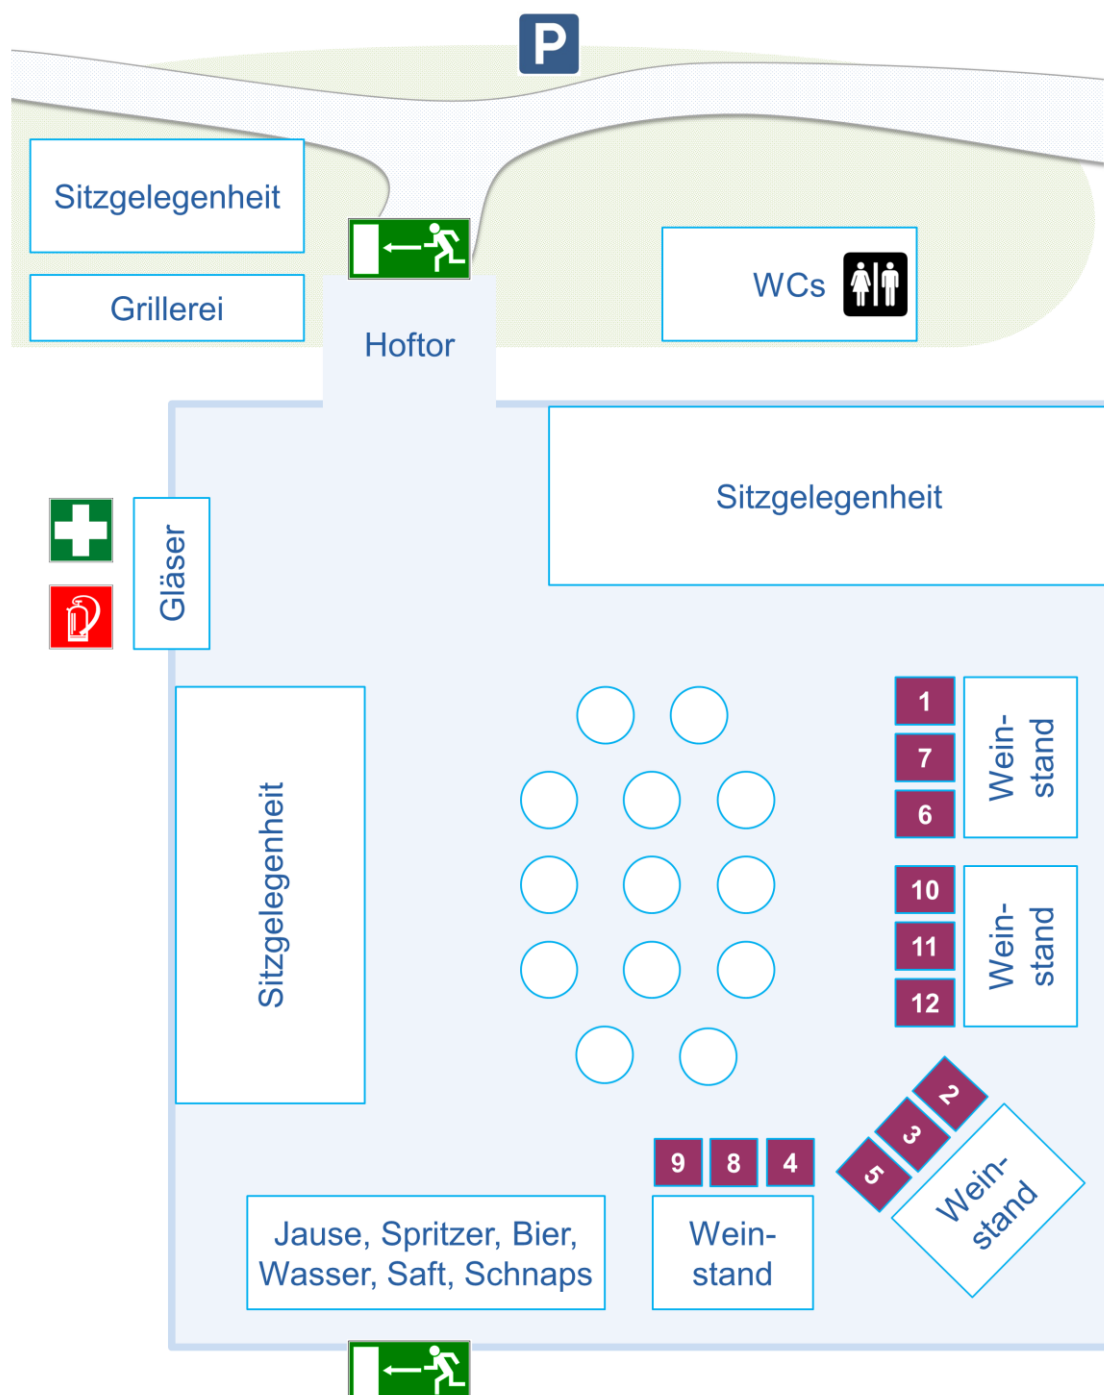 P
Sitzgelegenheit
Grillerei
WCs
Hoftor
Sitzgelegenheit
Gläser
Sitzgelegenheit
1
7
6
Wein-
stand
10
11
12
Wein-
stand
2
3
5
Wein-
stand
9 8 4
Wein-
stand
Jause, Spritzer, Bier,
Wasser, Saft, Schnaps